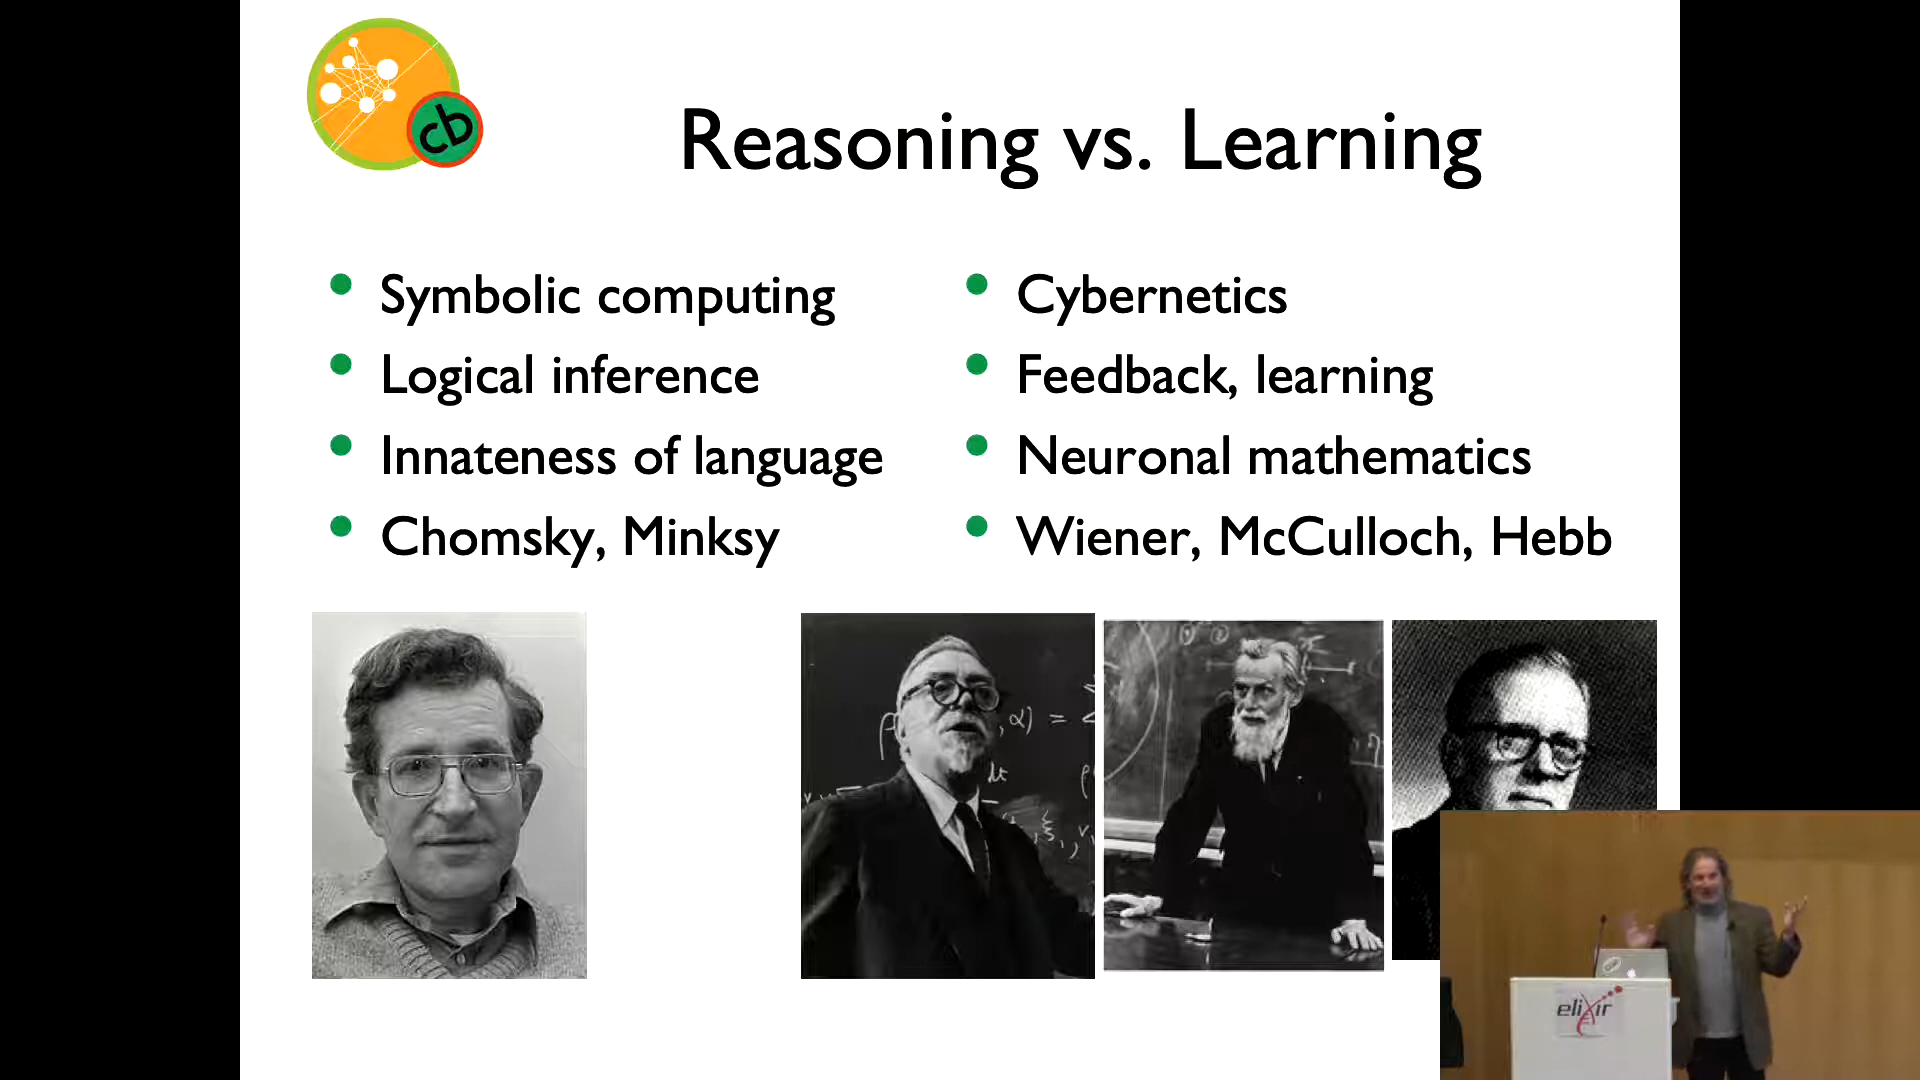 cb
Reasoning vs. Learning
Symbolic computing
Logical inference
Innateness of language
Chomsky, Minksy
Cybernetics
Feedback, learning
Neuronal mathematics
Wiener, McCulloch, Hebb
, α) =
dt
elixir